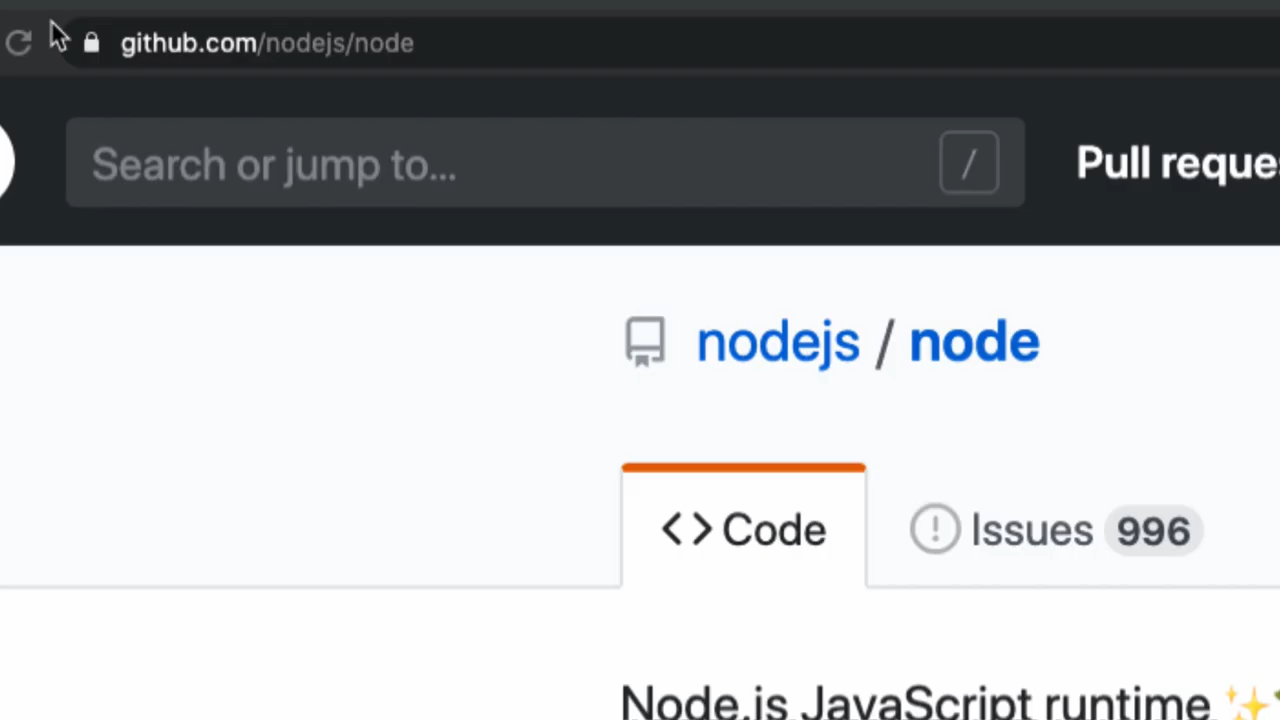 github.com/nodejs/node
Search or jump to... /
Pull reque
nodejs / node
<> Code
Issues 996
Node.js JavaScript runtime ✨